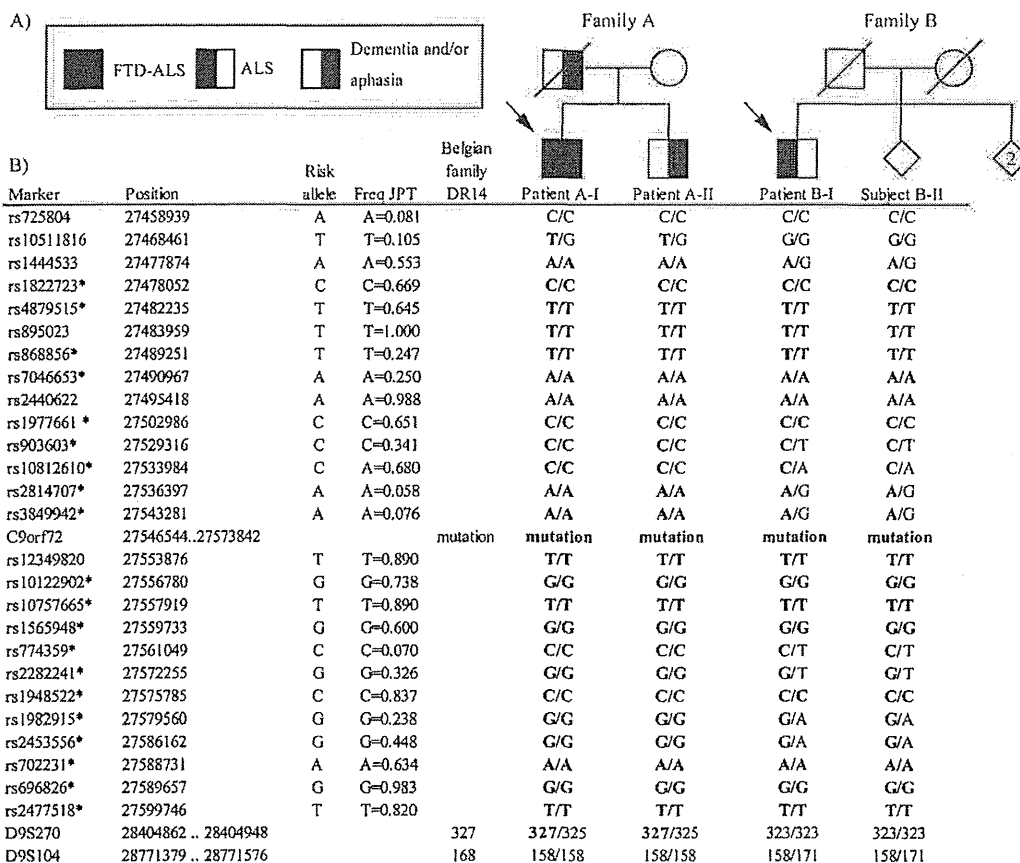 A)
Family A
Family B
FTD-ALS
ALS
Dementia and/or
aphasia
2
B)
Marker Position Risk allele Freq JPT Belgian family DR14 Patient A-I Patient A-II Patient B-I Subject B-II
rs725804 27458939 A A=0.081 C/C C/C C/C C/C
rs10511816 27468461 T T=0.105 T/G T/G G/G G/G
rs1444533 27477874 A A=0.553 A/A A/A A/G A/G
rs1822723* 27478052 C C=0.669 C/C C/C C/C C/C
rs4879515* 27482235 T T=0.645 T/T T/T T/T T/T
rs895023 27483959 T T=1.000 T/T T/T T/T T/T
rs868856* 27489251 T T=0.247 T/T T/T T/T T/T
rs7046653* 27490967 A A=0.250 A/A A/A A/A A/A
rs2440622 27495418 A A=0.988 A/A A/A A/A A/A
rs1977661 * 27502986 C C=0.651 C/C C/C C/C C/C
rs903603* 27529316 C C=0.341 C/C C/C C/T C/T
rs10812610* 27533984 C A=0,680 C/C C/C C/A C/A
rs2814707* 27536397 A A=0.058 A/A A/A A/G A/G
rs3849942* 27543281 A A=0.076 A/A A/A A/G A/G
C9orf72 27546544..27573842 mutation mutation mutation mutation mutation
rs12349820 27553876 T T=0,890 T/T T/T T/T T/T
rs10122902* 27556780 G G=0.738 G/G G/G G/G G/G
rs10757665* 27557919 T T=0.890 T/T T/T T/T T/T
rs1565948* 27559733 G G=0.600 G/G G/G G/G G/G
rs774359* 27561049 C C=0.070 C/C C/C C/T C/T
rs2282241* 27572255 G G=0.326 G/G G/G G/T G/T
rs1948522* 27575785 C C=0.837 C/C C/C C/C C/C
rs1982915* 27579560 G G=0.238 G/G G/G G/A G/A
rs2453556* 27586162 G G=0.448 G/G G/G G/A G/A
rs702231* 27588731 A A=0.634 A/A A/A A/A A/A
rs696826* 27589657 G G=0.983 G/G G/G G/G G/G
rs2477518* 27599746 T T=0.820 T/T T/T T/T T/T
D9S270 28404862 .. 28404948 327 327/325 327/325 323/323 323/323
D9S104 28771379 .. 28771576 168 158/158 158/158 158/171 158/171